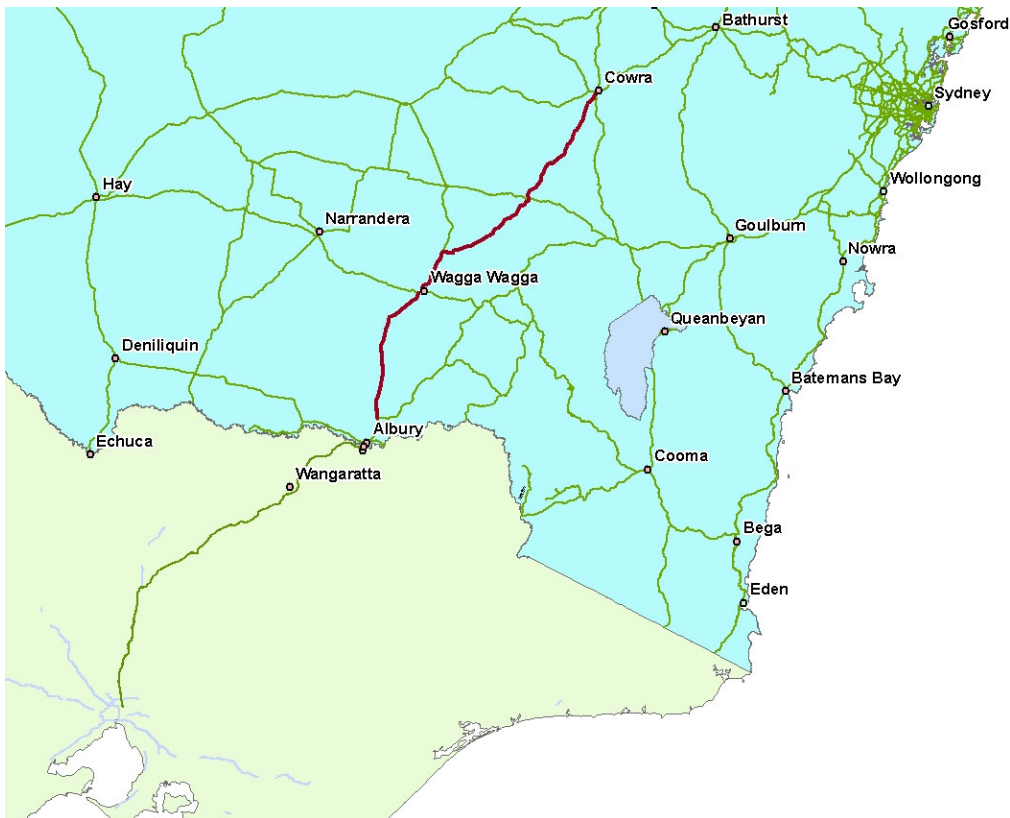 Bathurst
Gosford
Cowra
Sydney
Hay
Wollongong
Narrandera
Goulburn
Nowra
Wagga Wagga
Queanbeyan
Deniliquin
Batemans Bay
Albury
Echuca
Cooma
Wangaratta
Bega
Eden